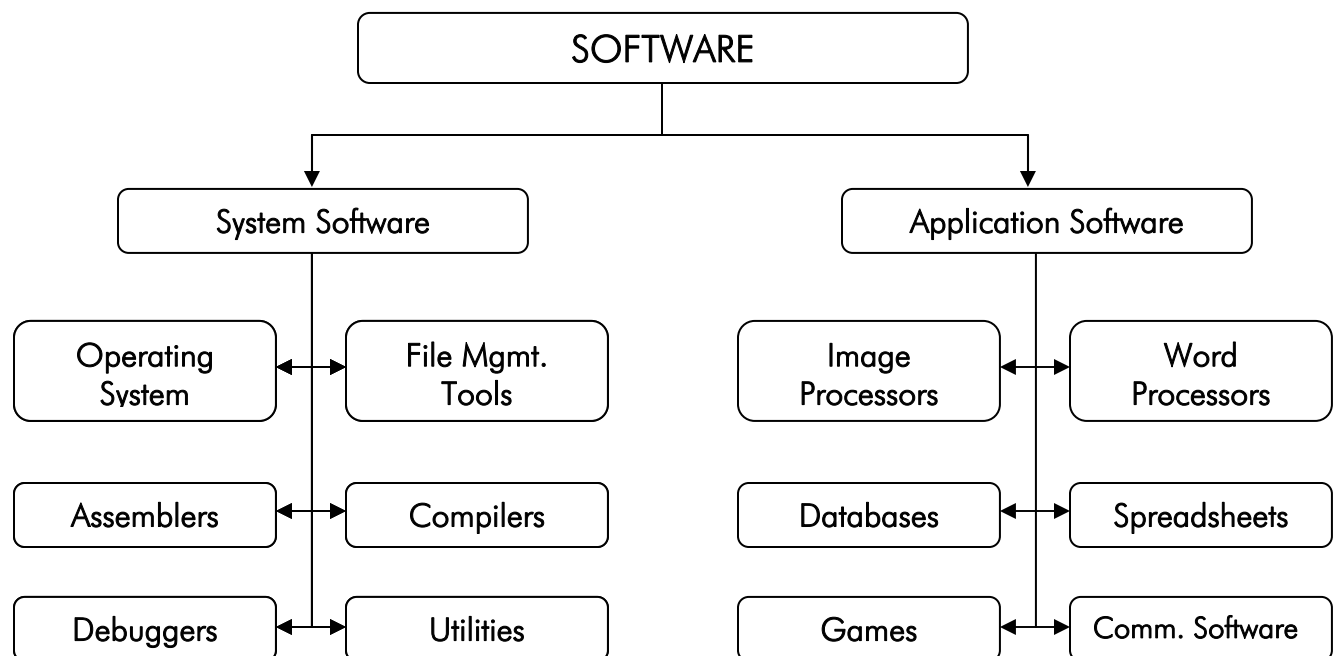 SOFTWARE
System Software
Application Software
Operating
System
File Mgmt.
Tools
Image
Processors
Word
Processors
Assemblers
Compilers
Databases
Spreadsheets
Debuggers
Utilities
Games
Comm. Software